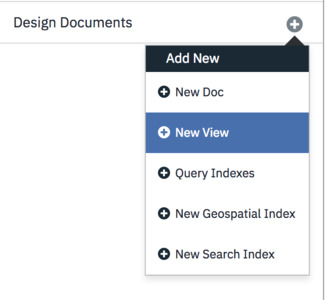 Design Documents
Add New
New Doc
New View
Query Indexes
New Geospatial Index
New Search Index